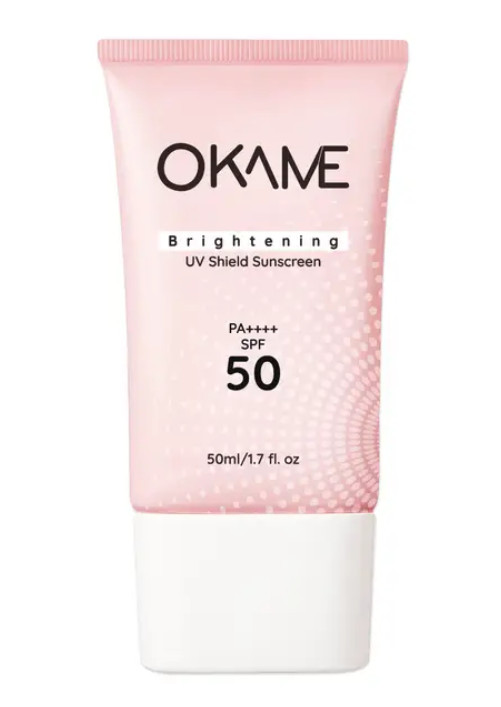 OKAME
Brightening
UV Shield Sunscreen
PA++++
SPF
50
50ml/1.7 fl. oz